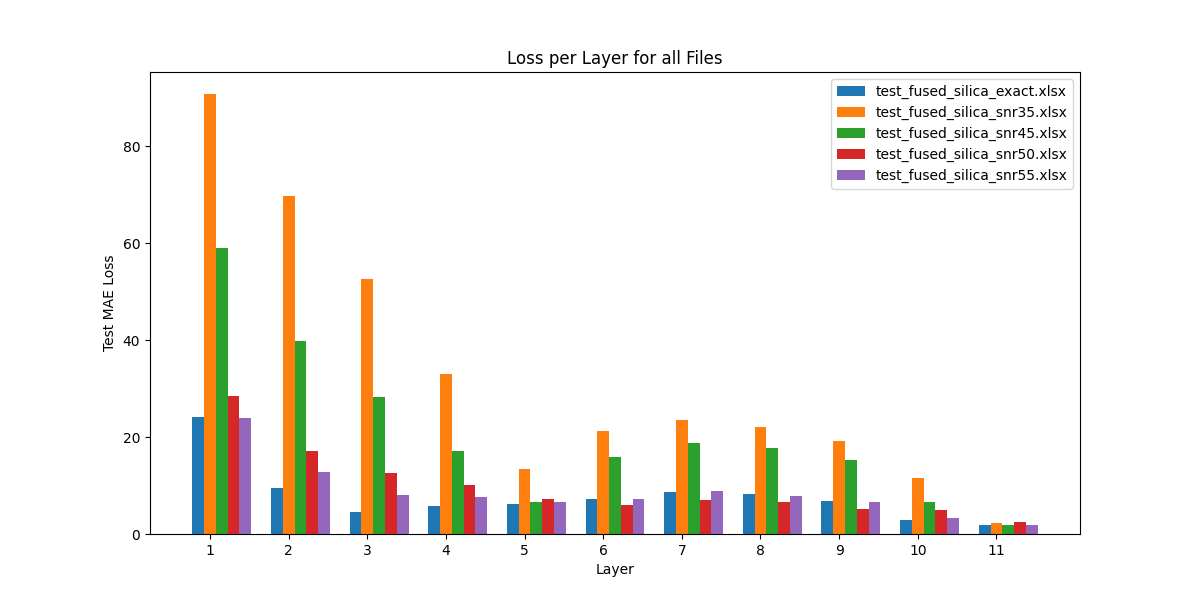 Loss per Layer for all Files
test_fused_silica_exact.xlsx
test_fused_silica_snr35.xlsx
test_fused_silica_snr45.xlsx
test_fused_silica_snr50.xlsx
test_fused_silica_snr55.xlsx
Test MAE Loss
80
60
40
20
0
1 2 3 4 5 6 7 8 9 10 11
Layer